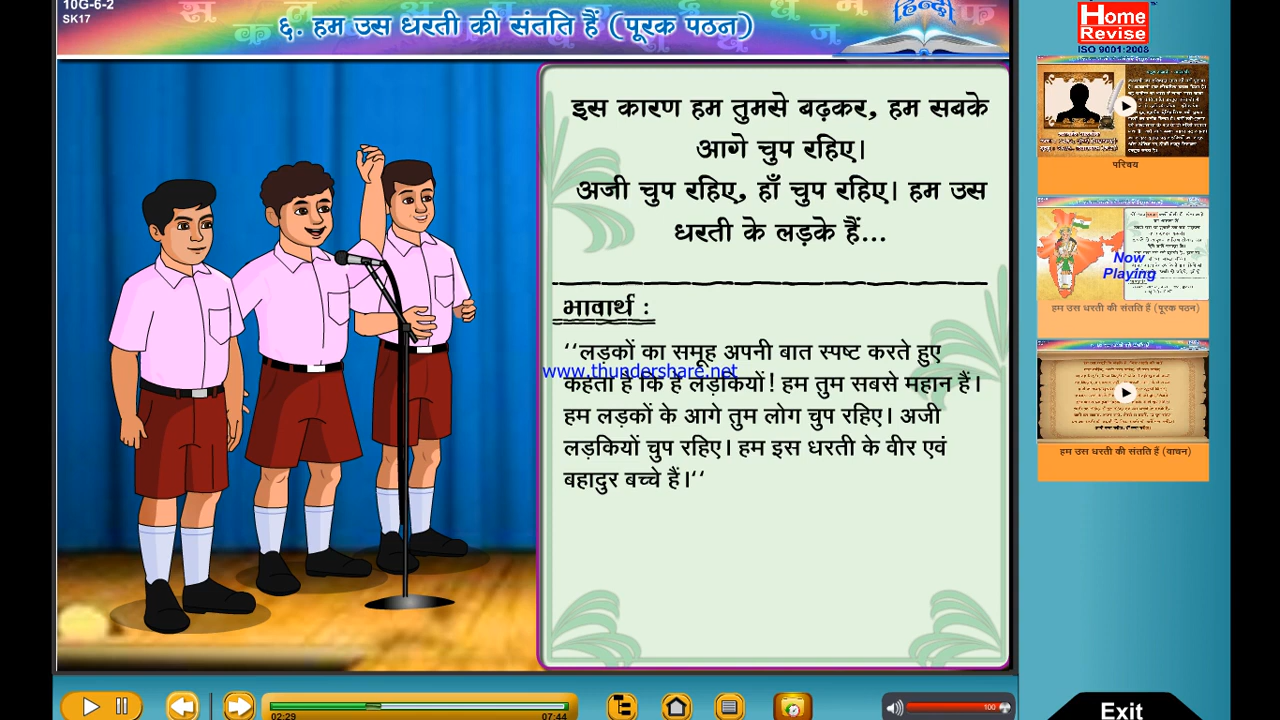 10G-6-2
SK17
६. हम उस धरती की संतति हैं (पूरक पठन)
हिन्दी
इस कारण हम तुमसे बढ़कर, हम सबके
आगे चुप रहिए।
अजी चुप रहिए, हाँ चुप रहिए। हम उस
धरती के लड़के हैं...
भावार्थ :
‘‘लड़कों का समूह अपनी बात स्पष्ट करते हुए
www.thundershare.net
कहता है कि हे लड़कियों! हम तुम सबसे महान हैं।
हम लड़कों के आगे तुम लोग चुप रहिए। अजी
लड़कियों चुप रहिए। हम इस धरती के वीर एवं
बहादुर बच्चे हैं।‘‘
Home
Revise
ISO 9001:2008
परिचय
Now
Playing
हम उस धरती की संतति हैं (पूरक पठन)
हम उस धरती की संतति हैं (वाचन)
02:29
07:44
100
Exit